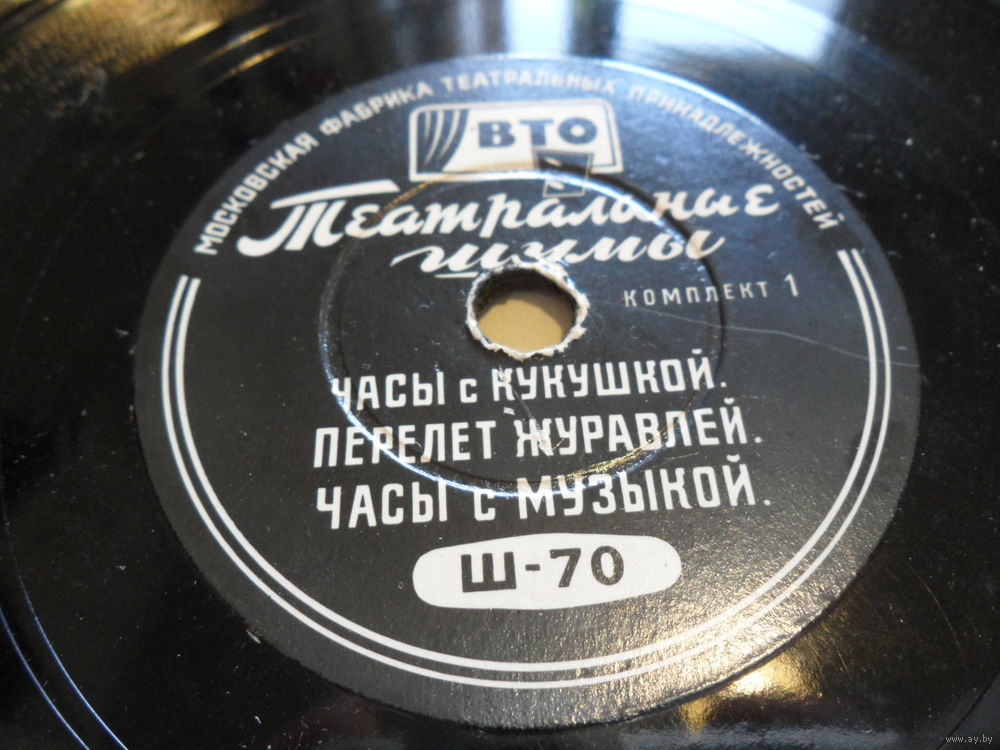 МОСКОВСКАЯ ФАБРИКА ТЕАТРАЛЬНЫХ ПРИНАДЛЕЖНОСТЕЙ
ВТО
Театральные
шумы
КОМПЛЕКТ 1
ЧАСЫ с КУКУШКОЙ.
ПЕРЕЛЕТ ЖУРАВЛЕЙ.
ЧАСЫ с МУЗЫКОЙ.
Ш-70
www.ay.by